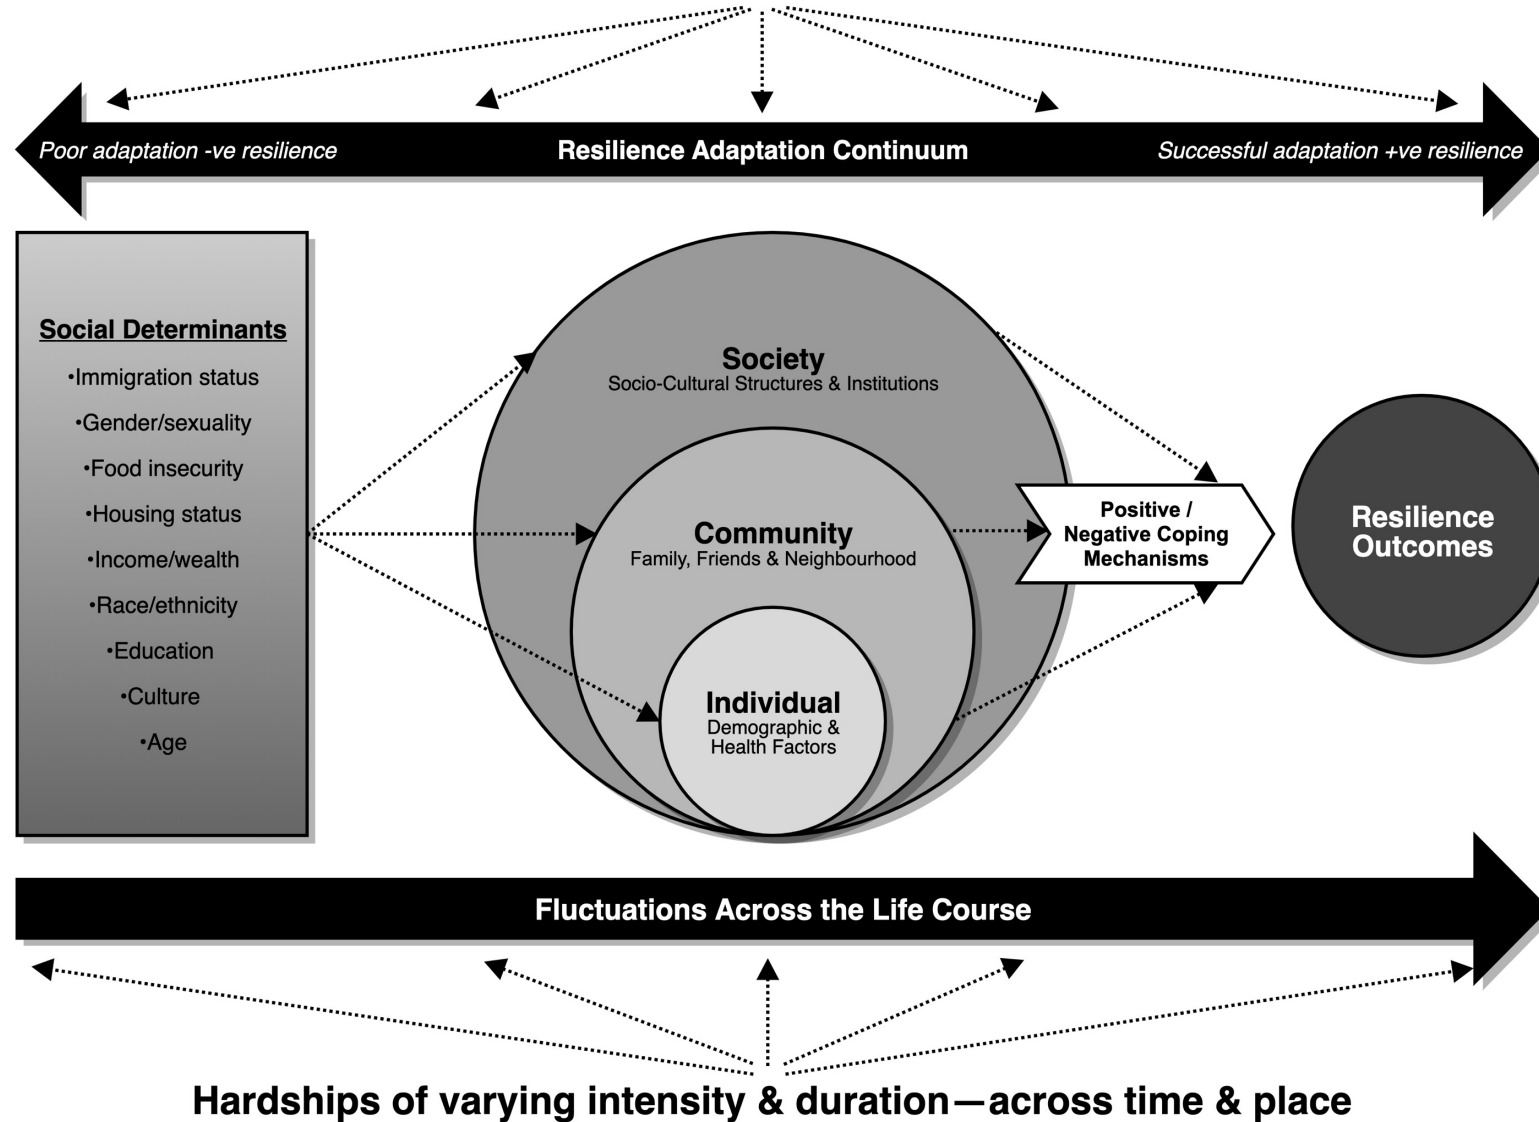 Poor adaptation -ve resilience
Resilience Adaptation Continuum
Successful adaptation +ve resilience
Social Determinants
•Immigration status
•Gender/sexuality
•Food insecurity
•Housing status
•Income/wealth
•Race/ethnicity
•Education
•Culture
•Age
Society
Socio-Cultural Structures & Institutions
Community
Family, Friends & Neighbourhood
Individual
Demographic &
Health Factors
Positive /
Negative Coping
Mechanisms
Resilience
Outcomes
Fluctuations Across the Life Course
Hardships of varying intensity & duration—across time & place